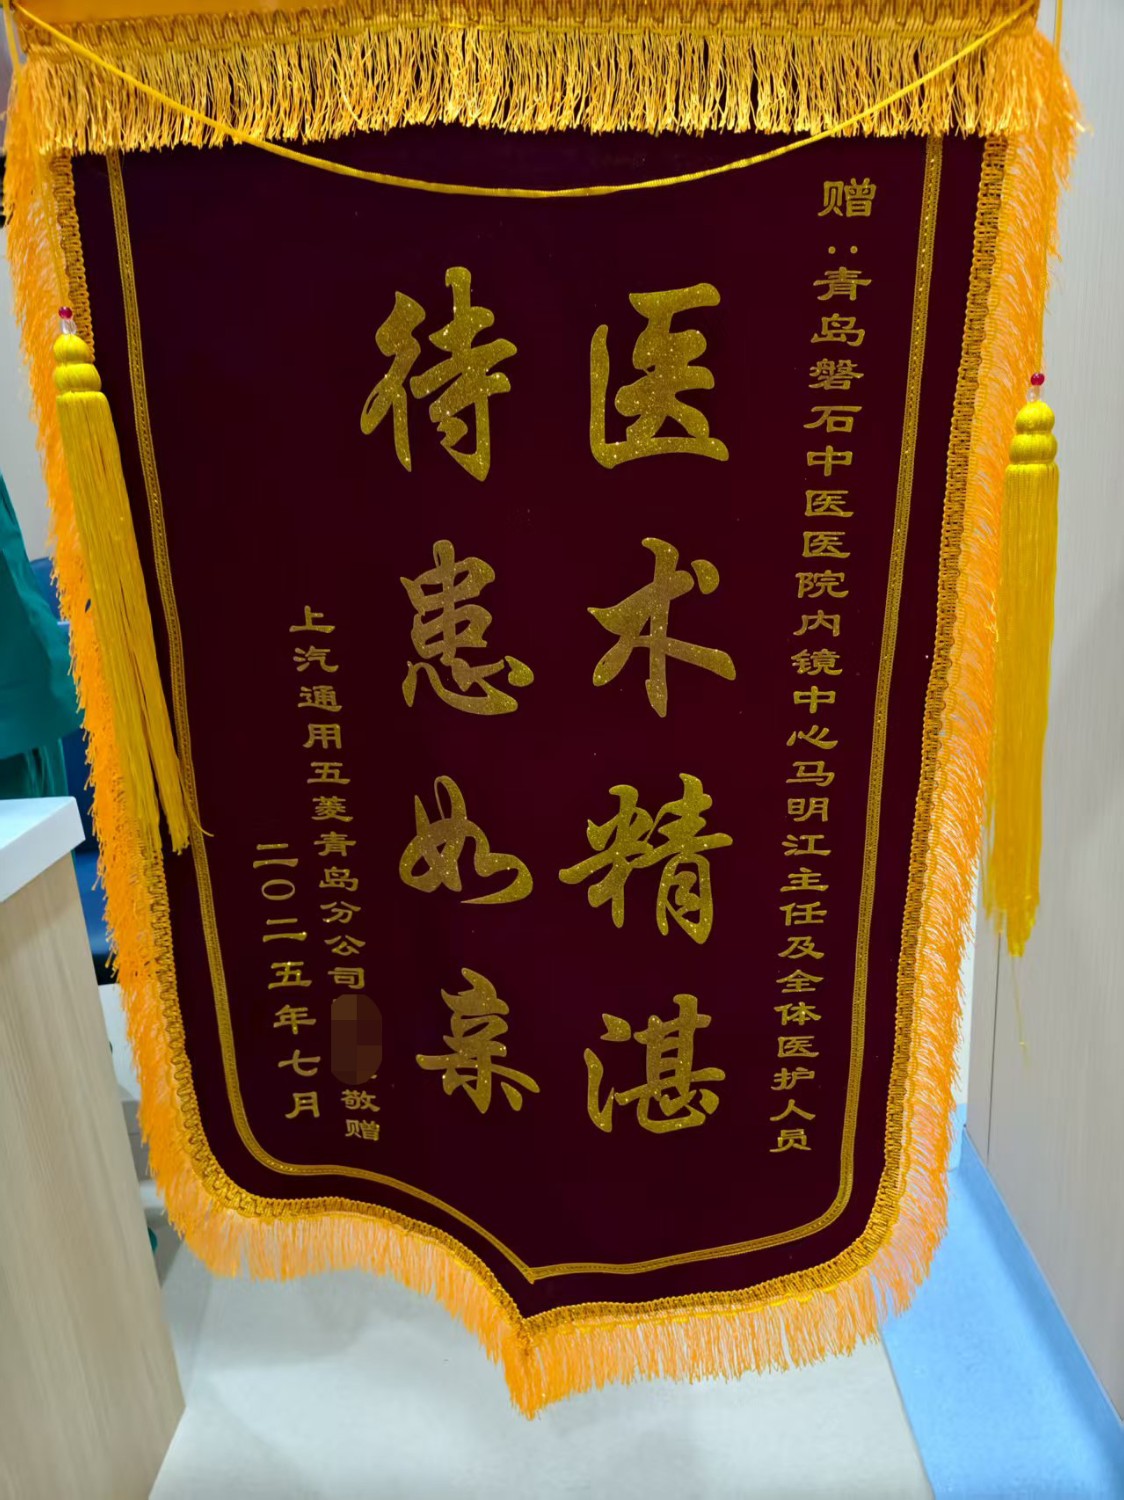 赠：青岛磐石中医医院内镜中心马明江主任及全体医护人员
医术精湛
待患如亲
上汽通用五菱青岛分公司 敬赠
二〇二五年七月